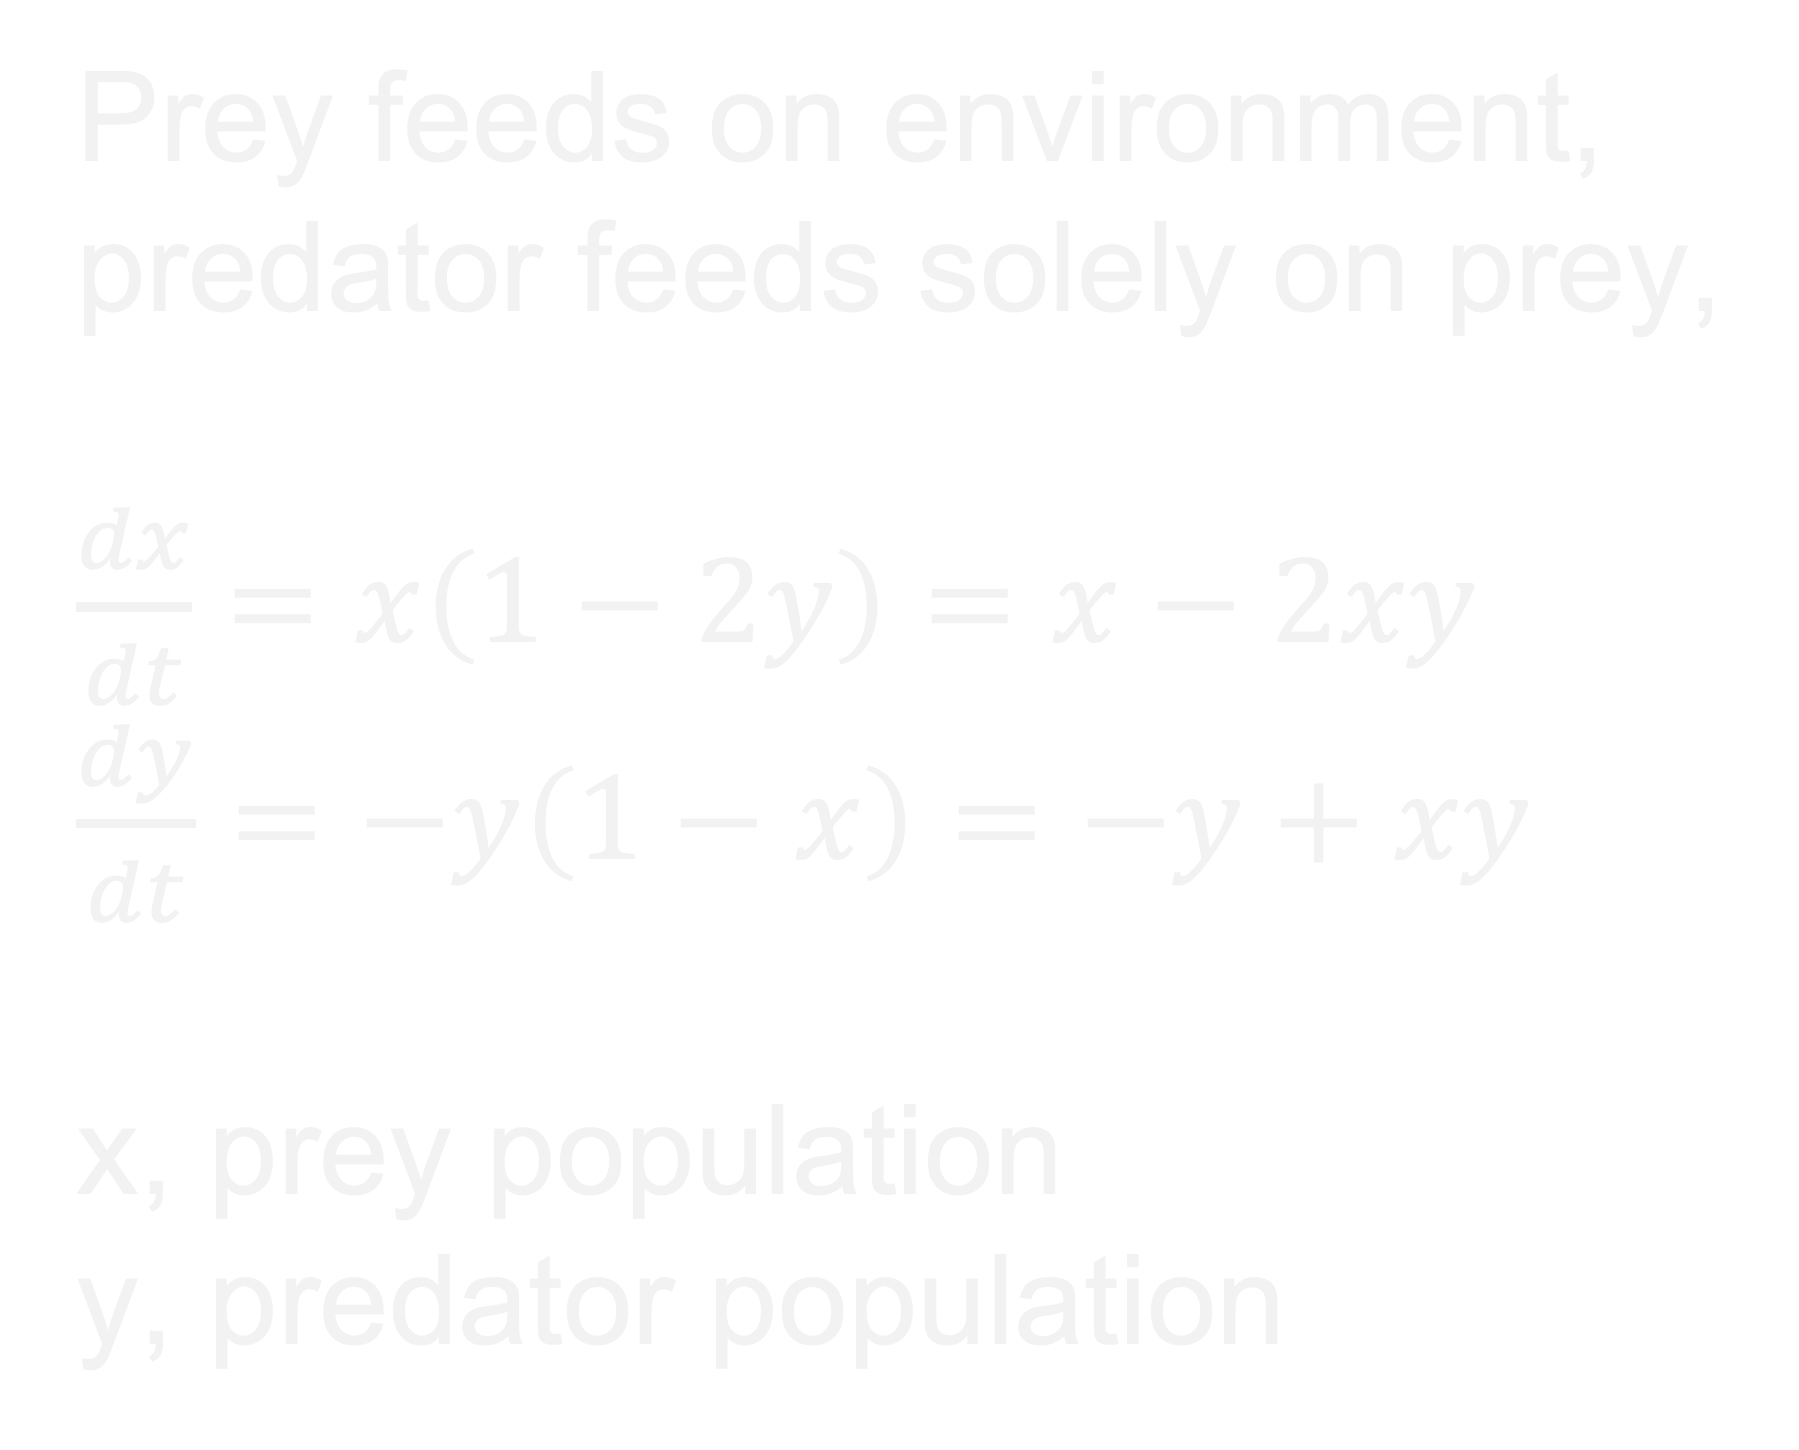 Prey feeds on environment,
predator feeds solely on prey,
dx/dt = x(1 − 2y) = x − 2xy
dy/dt = −y(1 − x) = −y + xy
x, prey population
y, predator population